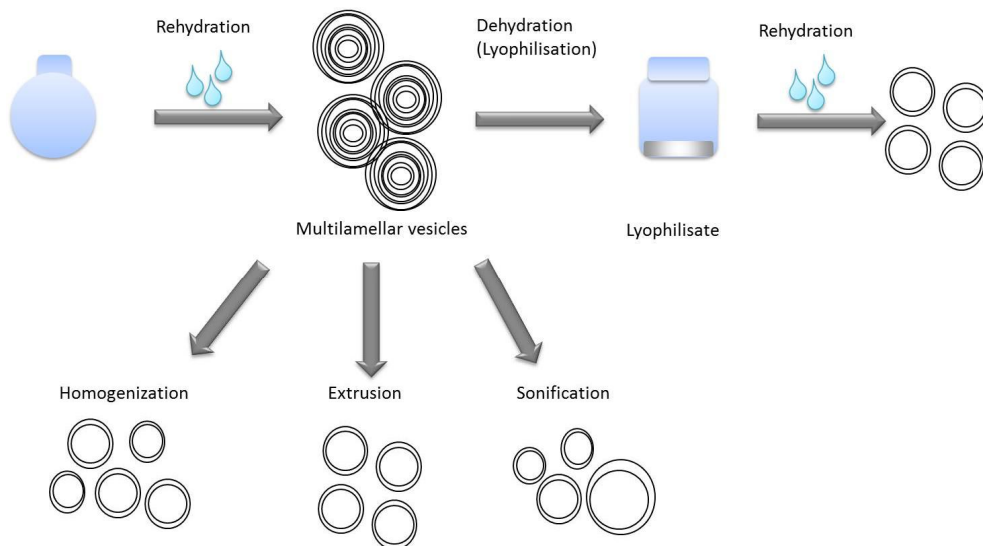 Rehydration
Dehydration
(Lyophilisation)
Rehydration
Multilamellar vesicles
Lyophilisate
Homogenization
Extrusion
Sonification